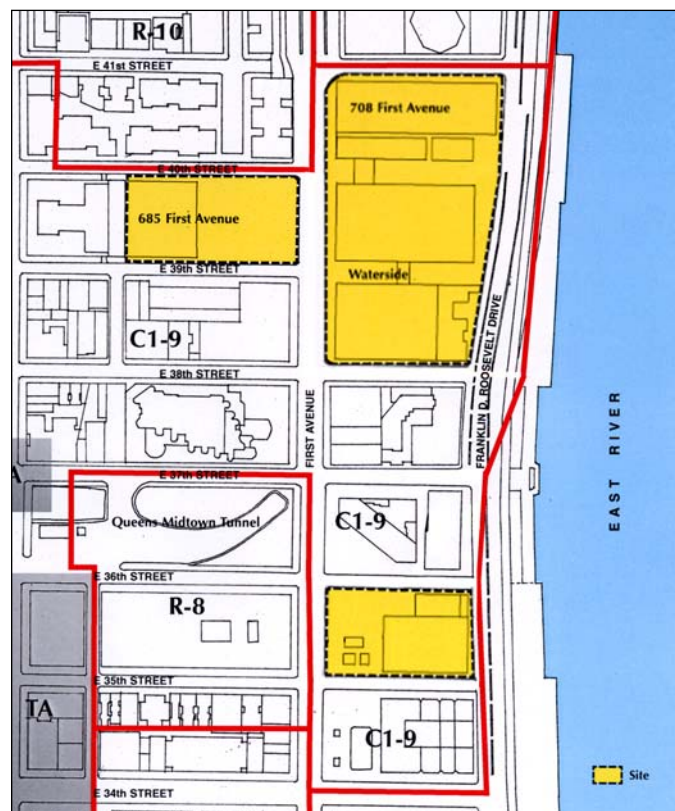 R-10
E 41st STREET
708 First Avenue
E 40th STREET
685 First Avenue
E 39th STREET
Waterside
C1-9
E 38th STREET
FIRST AVENUE
FRANKLIN D. ROOSEVELT DRIVE
EAST RIVER
E 37th STREET
A
Queens Midtown Tunnel
C1-9
E 36th STREET
R-8
E 35th STREET
TA
C1-9
E 34th STREET
Site